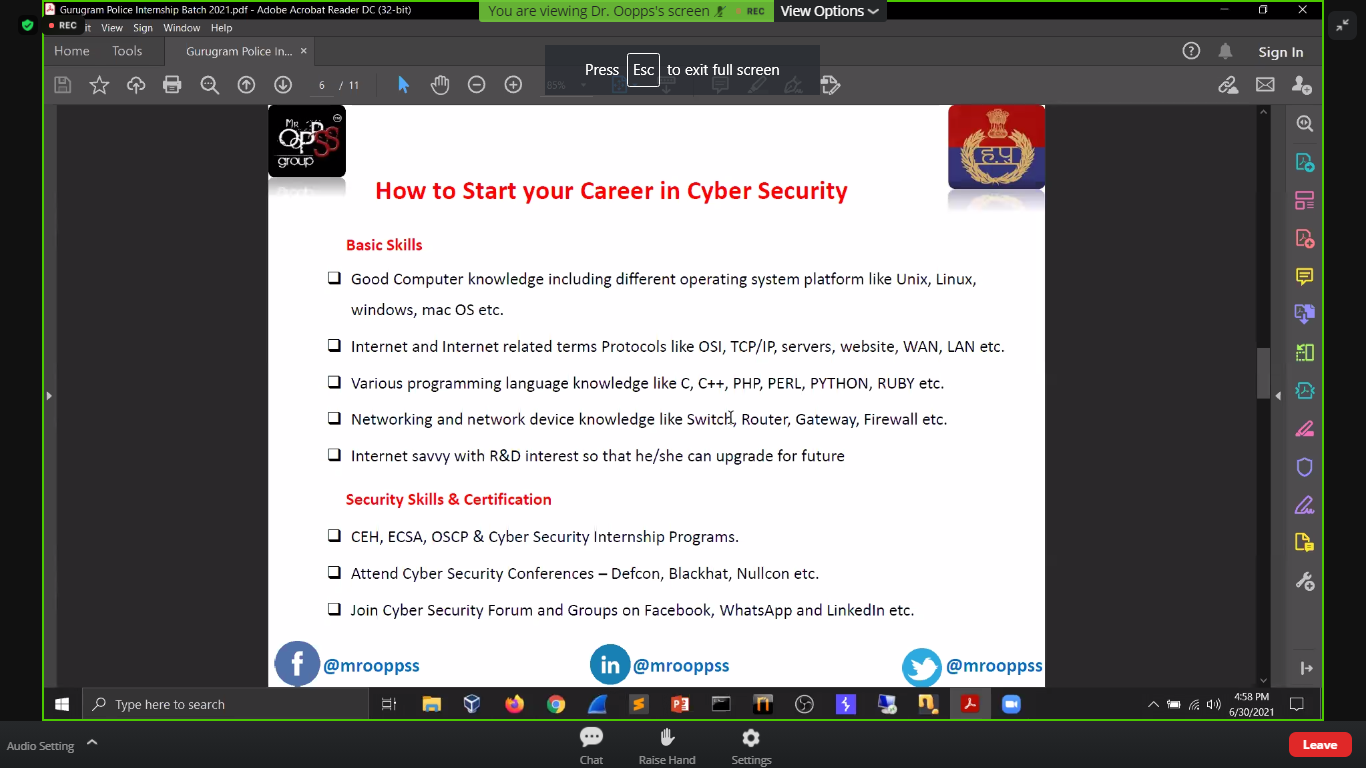 Gurugram Police Internship Batch 2021.pdf - Adobe Acrobat Reader DC (32-bit)
You are viewing Dr. Oopps's screen
REC
View Options
REC
it View Sign Window Help
Home Tools Gurugram Police In... ×
Sign In
Press Esc to exit full screen
6 / 11
85%
MR
OOPPSS
group
ह.पु
How to Start your Career in Cyber Security
Basic Skills
Good Computer knowledge including different operating system platform like Unix, Linux,
windows, mac OS etc.
Internet and Internet related terms Protocols like OSI, TCP/IP, servers, website, WAN, LAN etc.
Various programming language knowledge like C, C++, PHP, PERL, PYTHON, RUBY etc.
Networking and network device knowledge like Switch, Router, Gateway, Firewall etc.
Internet savvy with R&D interest so that he/she can upgrade for future
Security Skills & Certification
CEH, ECSA, OSCP & Cyber Security Internship Programs.
Attend Cyber Security Conferences – Defcon, Blackhat, Nullcon etc.
Join Cyber Security Forum and Groups on Facebook, WhatsApp and LinkedIn etc.
@mrooppss
in @mrooppss
@mrooppss
Type here to search
4:58 PM
6/30/2021
Audio Setting
Chat
Raise Hand
Settings
Leave